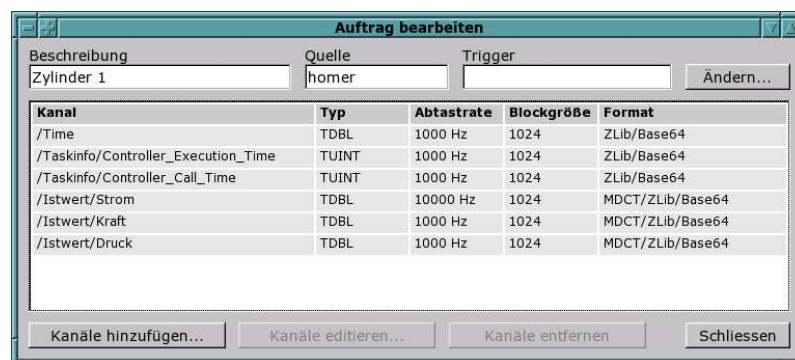 Auftrag bearbeiten
Beschreibung Quelle Trigger
Zylinder 1 homer Ändern...
Kanal Typ Abtastrate Blockgröße Format
/Time TDBL 1000 Hz 1024 ZLib/Base64
/Taskinfo/Controller_Execution_Time TUINT 1000 Hz 1024 ZLib/Base64
/Taskinfo/Controller_Call_Time TUINT 1000 Hz 1024 ZLib/Base64
/Istwert/Strom TDBL 10000 Hz 1024 MDCT/ZLib/Base64
/Istwert/Kraft TDBL 1000 Hz 1024 MDCT/ZLib/Base64
/Istwert/Druck TDBL 1000 Hz 1024 MDCT/ZLib/Base64
Kanäle hinzufügen... Kanäle editieren... Kanäle entfernen Schliessen